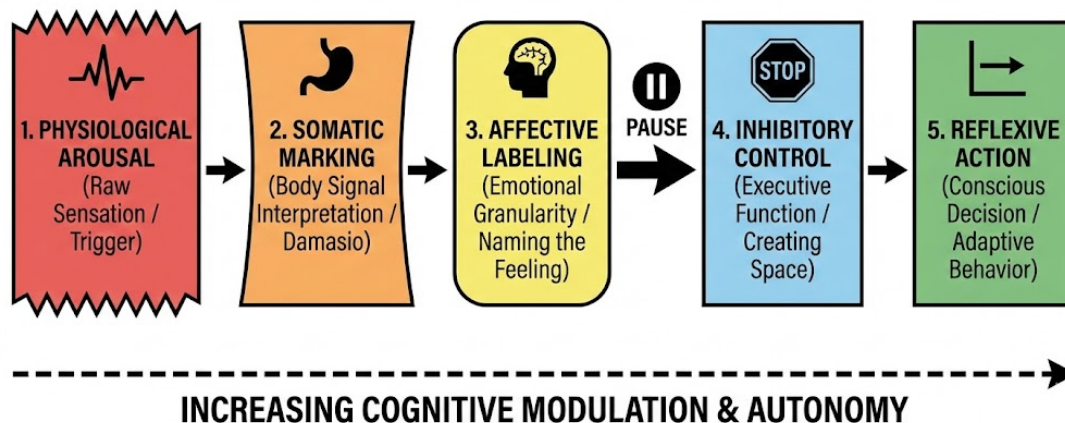 1. PHYSIOLOGICAL
AROUSAL
(Raw
Sensation /
Trigger)
2. SOMATIC
MARKING
(Body Signal
Interpretation /
Damasio)
3. AFFECTIVE
LABELING
(Emotional
Granularity /
Naming the
Feeling)
PAUSE
STOP
4. INHIBITORY
CONTROL
(Executive
Function /
Creating
Space)
5. REFLEXIVE
ACTION
(Conscious
Decision /
Adaptive
Behavior)
INCREASING COGNITIVE MODULATION & AUTONOMY